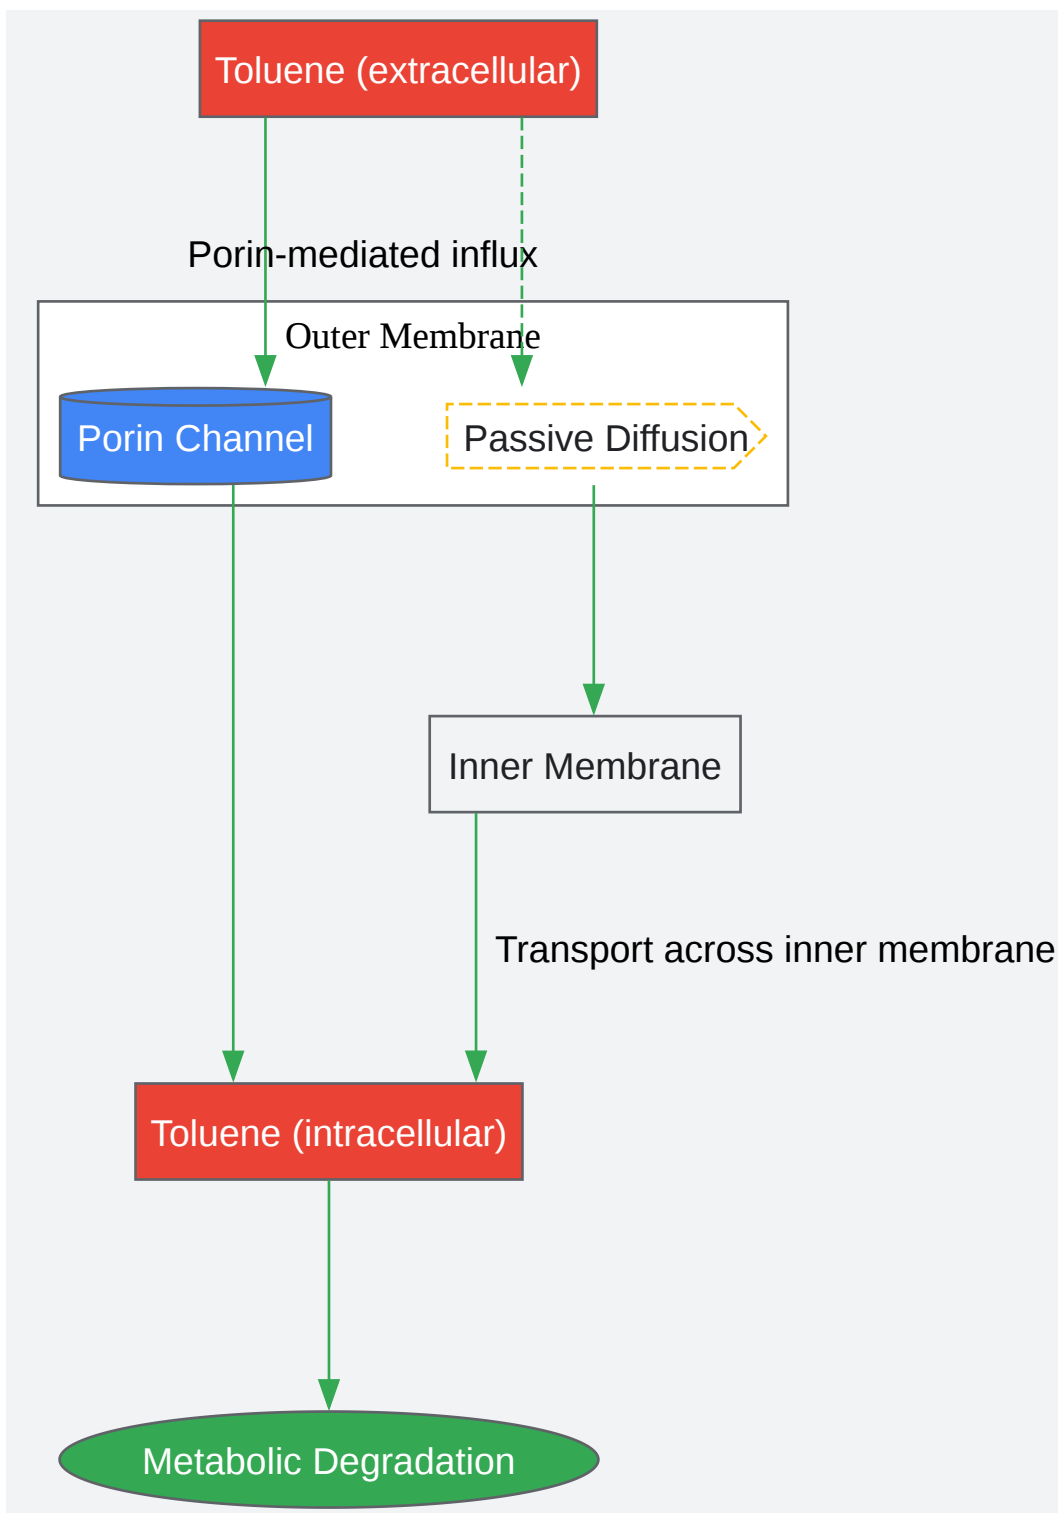 Toluene (extracellular)
Porin-mediated influx
Outer Membrane
Porin Channel
Passive Diffusion
Inner Membrane
Transport across inner membrane
Toluene (intracellular)
Metabolic Degradation